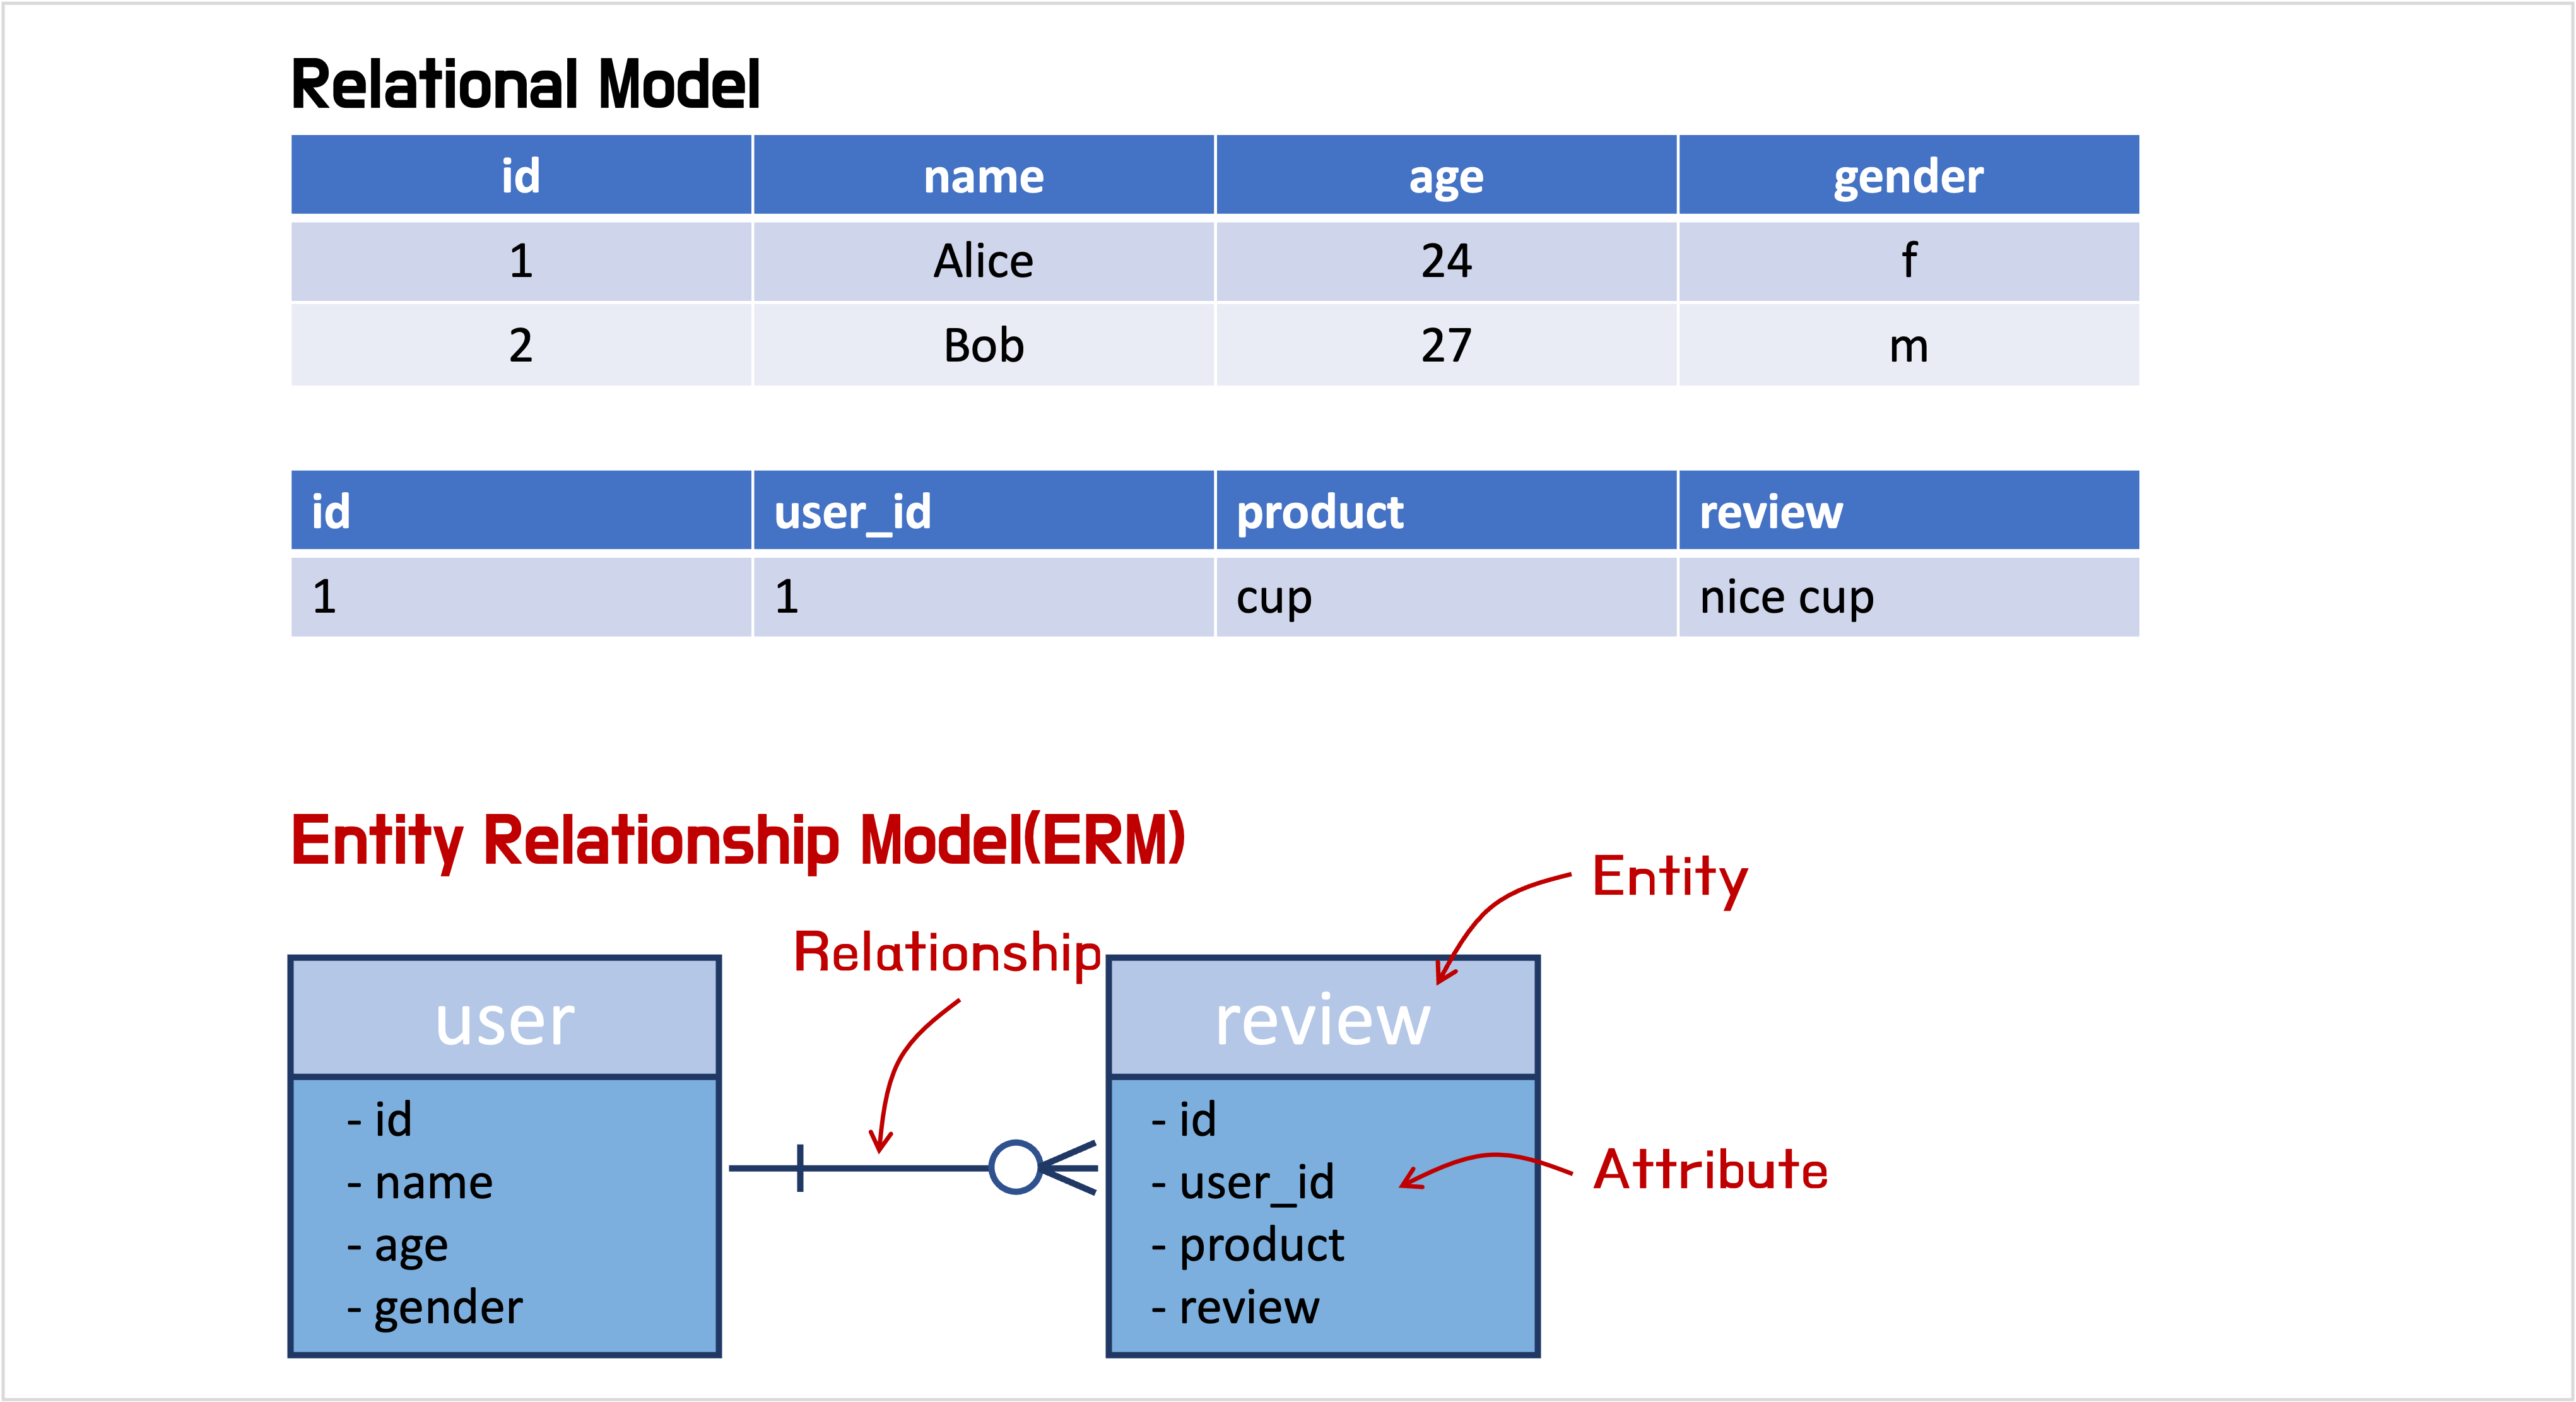 Relational Model
id name age gender
1 Alice 24 f
2 Bob 27 m
id user_id product review
1 1 cup nice cup
Entity Relationship Model(ERM)
Entity
Relationship
user
review
- id
- name
- age
- gender
- id
- user_id
- product
- review
Attribute